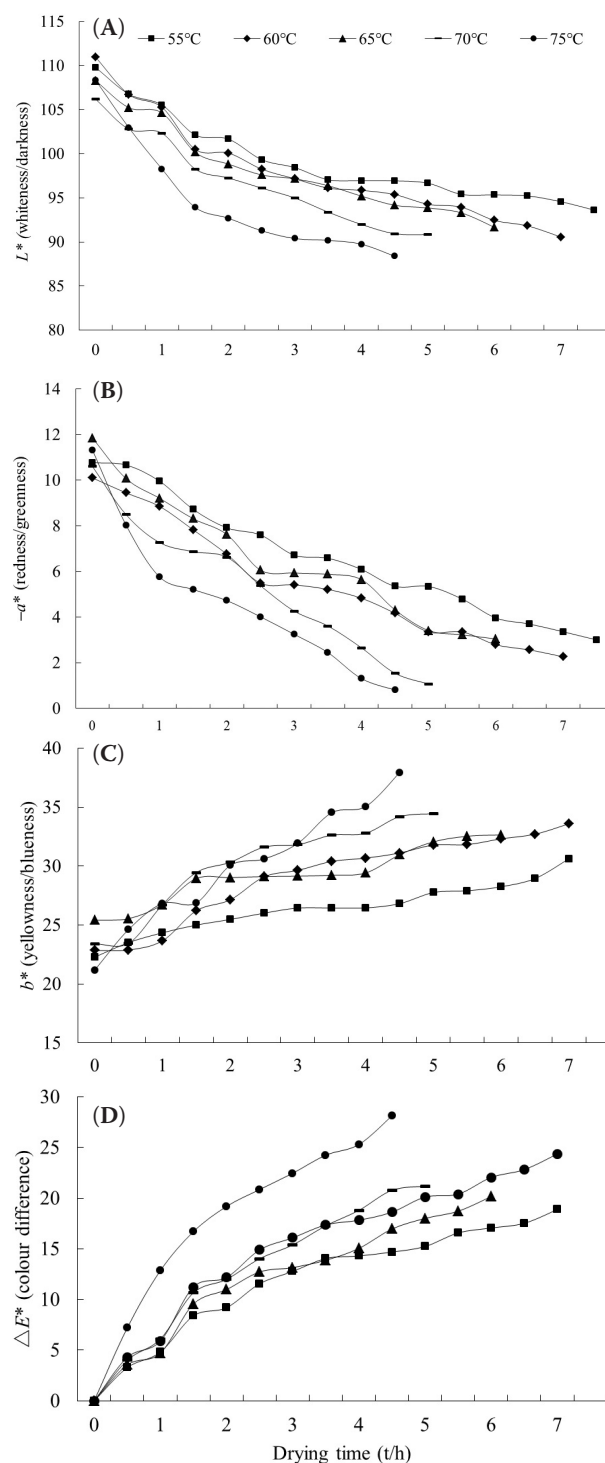 (A)
55°C 60°C 65°C 70°C 75°C
115
110
105
100
95
90
85
80
L* (whiteness/darkness)
0 1 2 3 4 5 6 7
(B)
14
12
10
8
6
4
2
0
–a* (redness/greenness)
0 1 2 3 4 5 6 7
(C)
40
35
30
25
20
15
b* (yellowness/blueness)
0 1 2 3 4 5 6 7
(D)
30
25
20
15
10
5
0
△E* (colour difference)
0 1 2 3 4 5 6 7
Drying time (t/h)